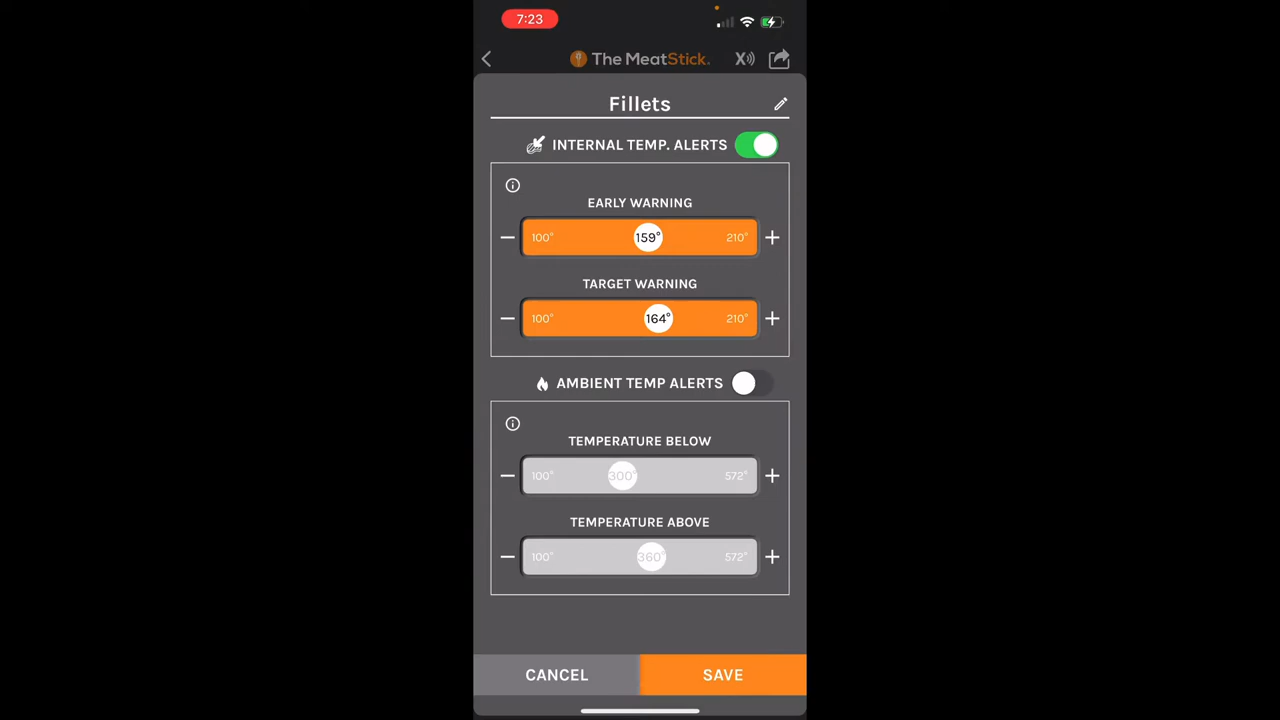 7:23
The MeatStick.
Fillets
INTERNAL TEMP. ALERTS
EARLY WARNING
100° 159° 210°
TARGET WARNING
100° 164° 210°
AMBIENT TEMP ALERTS
TEMPERATURE BELOW
100° 300° 572°
TEMPERATURE ABOVE
100° 360° 572°
CANCEL SAVE